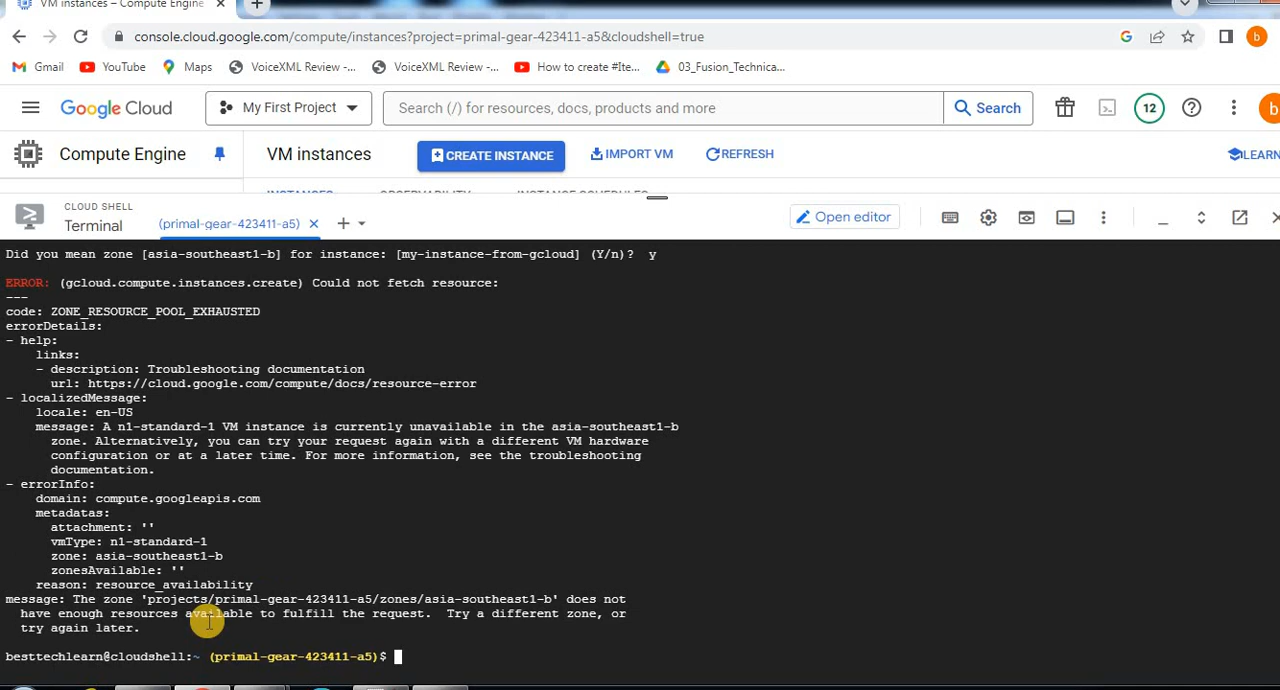 VM instances – Compute Engine
console.cloud.google.com/compute/instances?project=primal-gear-423411-a5&cloudshell=true
Gmail YouTube Maps VoiceXML Review -... VoiceXML Review -... How to create #Ite... 03_Fusion_Technica...
b
Google Cloud My First Project Search (/) for resources, docs, products and more Search 12 b
Compute Engine VM instances CREATE INSTANCE IMPORT VM REFRESH LEARN
INSTANCES OBSERVABILITY INSTANCE SCHEDULES
CLOUD SHELL
Terminal (primal-gear-423411-a5) Open editor
Did you mean zone [asia-southeast1-b] for instance: [my-instance-from-gcloud] (Y/n)? y
ERROR: (gcloud.compute.instances.create) Could not fetch resource:
---
code: ZONE_RESOURCE_POOL_EXHAUSTED
errorDetails:
- help:
links:
- description: Troubleshooting documentation
url: https://cloud.google.com/compute/docs/resource-error
- localizedMessage:
locale: en-US
message: A n1-standard-1 VM instance is currently unavailable in the asia-southeast1-b
zone. Alternatively, you can try your request again with a different VM hardware
configuration or at a later time. For more information, see the troubleshooting
documentation.
- errorInfo:
domain: compute.googleapis.com
metadatas:
attachment: ''
vmType: n1-standard-1
zone: asia-southeast1-b
zonesAvailable: ''
reason: resource_availability
message: The zone 'projects/primal-gear-423411-a5/zones/asia-southeast1-b' does not
have enough resources available to fulfill the request. Try a different zone, or
try again later.
besttechlearn@cloudshell:~ (primal-gear-423411-a5)$